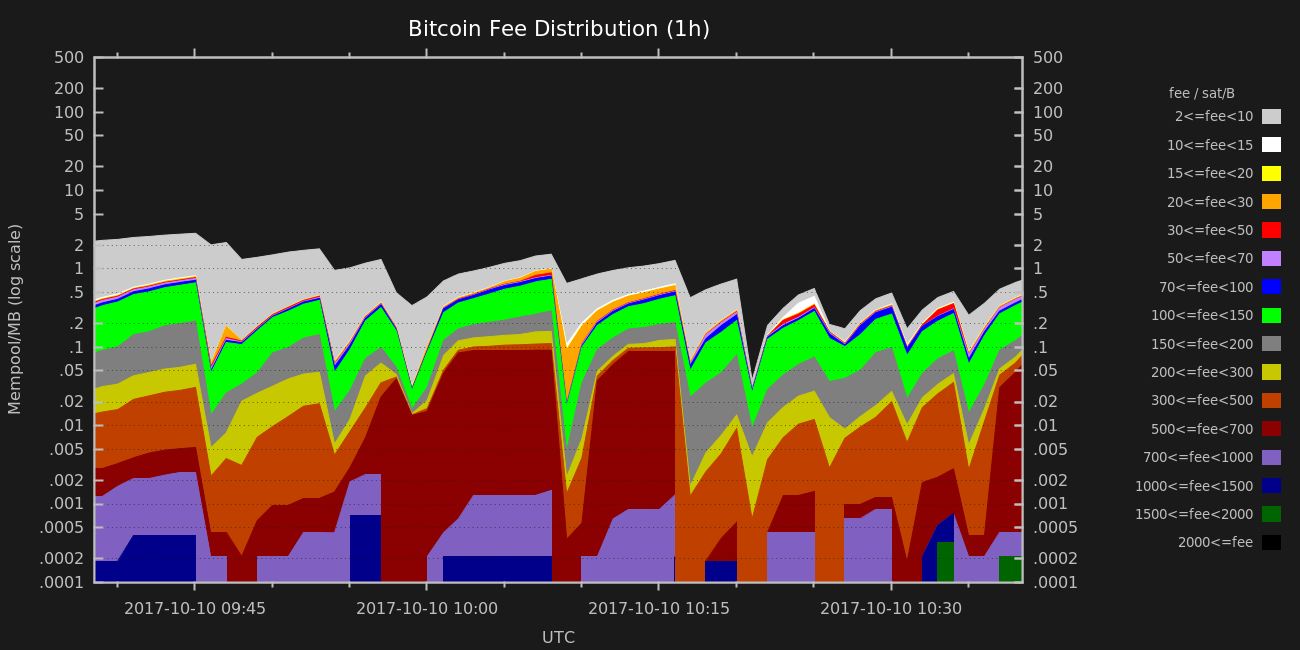 Bitcoin Fee Distribution (1h)
500 500
200 200
100 100
50 50
20 20
10 10
5 5
2 2
1 1
.5 .5
.2 .2
.1 .1
.05 .05
.02 .02
.01 .01
.005 .005
.002 .002
.001 .001
.0005 .0005
.0002 .0002
.0001 .0001
Mempool/MB (log scale)
2017-10-10 09:45 2017-10-10 10:00 2017-10-10 10:15 2017-10-10 10:30
UTC
fee / sat/B
2<=fee<10
10<=fee<15
15<=fee<20
20<=fee<30
30<=fee<50
50<=fee<70
70<=fee<100
100<=fee<150
150<=fee<200
200<=fee<300
300<=fee<500
500<=fee<700
700<=fee<1000
1000<=fee<1500
1500<=fee<2000
2000<=fee